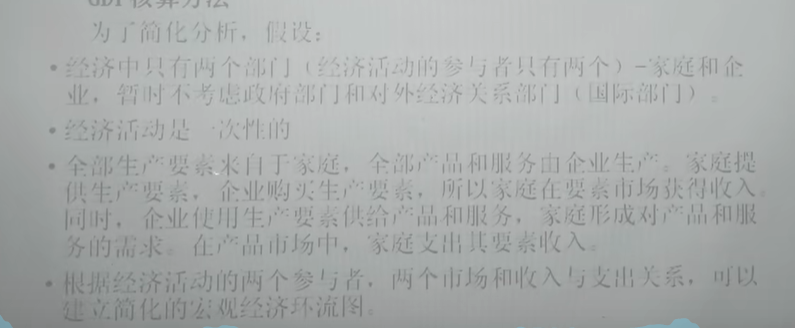 GDP核算方法
为了简化分析，假设：
• 经济中只有两个部门（经济活动的参与者只有两个）-家庭和企
业，暂时不考虑政府部门和对外经济关系部门（国际部门）。
• 经济活动是一次性的
• 全部生产要素来自于家庭，全部产品和服务由企业生产。家庭提
供生产要素，企业购买生产要素，所以家庭在要素市场获得收入。
同时，企业使用生产要素供给产品和服务，家庭形成对产品和服
务的需求。在产品市场中，家庭支出其要素收入。
• 根据经济活动的两个参与者，两个市场和收入与支出关系，可以
建立简化的宏观经济环流图。